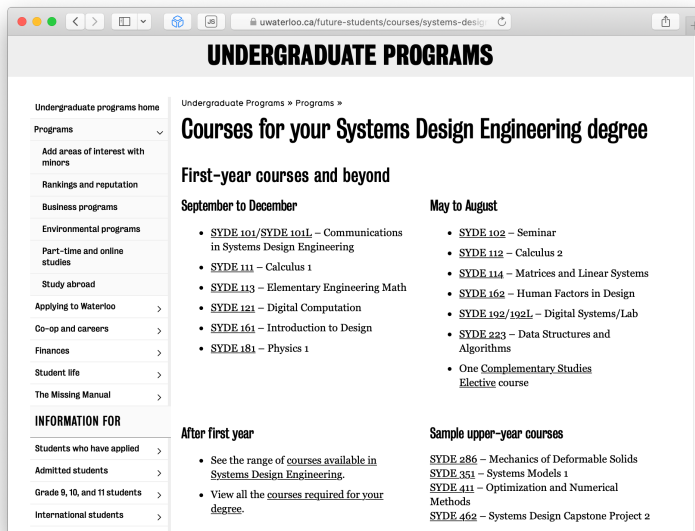 JS
uwaterloo.ca/future-students/courses/systems-desig
UNDERGRADUATE PROGRAMS
Undergraduate programs home
Programs
Add areas of interest with
minors
Rankings and reputation
Business programs
Environmental programs
Part-time and online
studies
Study abroad
Applying to Waterloo
Co-op and careers
Finances
Student life
The Missing Manual
INFORMATION FOR
Students who have applied
Admitted students
Grade 9, 10, and 11 students
International students
Undergraduate Programs » Programs »
Courses for your Systems Design Engineering degree
First-year courses and beyond
September to December
• SYDE 101/SYDE 101L – Communications
in Systems Design Engineering
• SYDE 111 – Calculus 1
• SYDE 113 – Elementary Engineering Math
• SYDE 121 – Digital Computation
• SYDE 161 – Introduction to Design
• SYDE 181 – Physics 1
May to August
• SYDE 102 – Seminar
• SYDE 112 – Calculus 2
• SYDE 114 – Matrices and Linear Systems
• SYDE 162 – Human Factors in Design
• SYDE 192/192L – Digital Systems/Lab
• SYDE 223 – Data Structures and
Algorithms
• One Complementary Studies
Elective course
After first year
• See the range of courses available in
Systems Design Engineering.
• View all the courses required for your
degree.
Sample upper-year courses
SYDE 286 – Mechanics of Deformable Solids
SYDE 351 – Systems Models 1
SYDE 411 – Optimization and Numerical
Methods
SYDE 462 – Systems Design Capstone Project 2